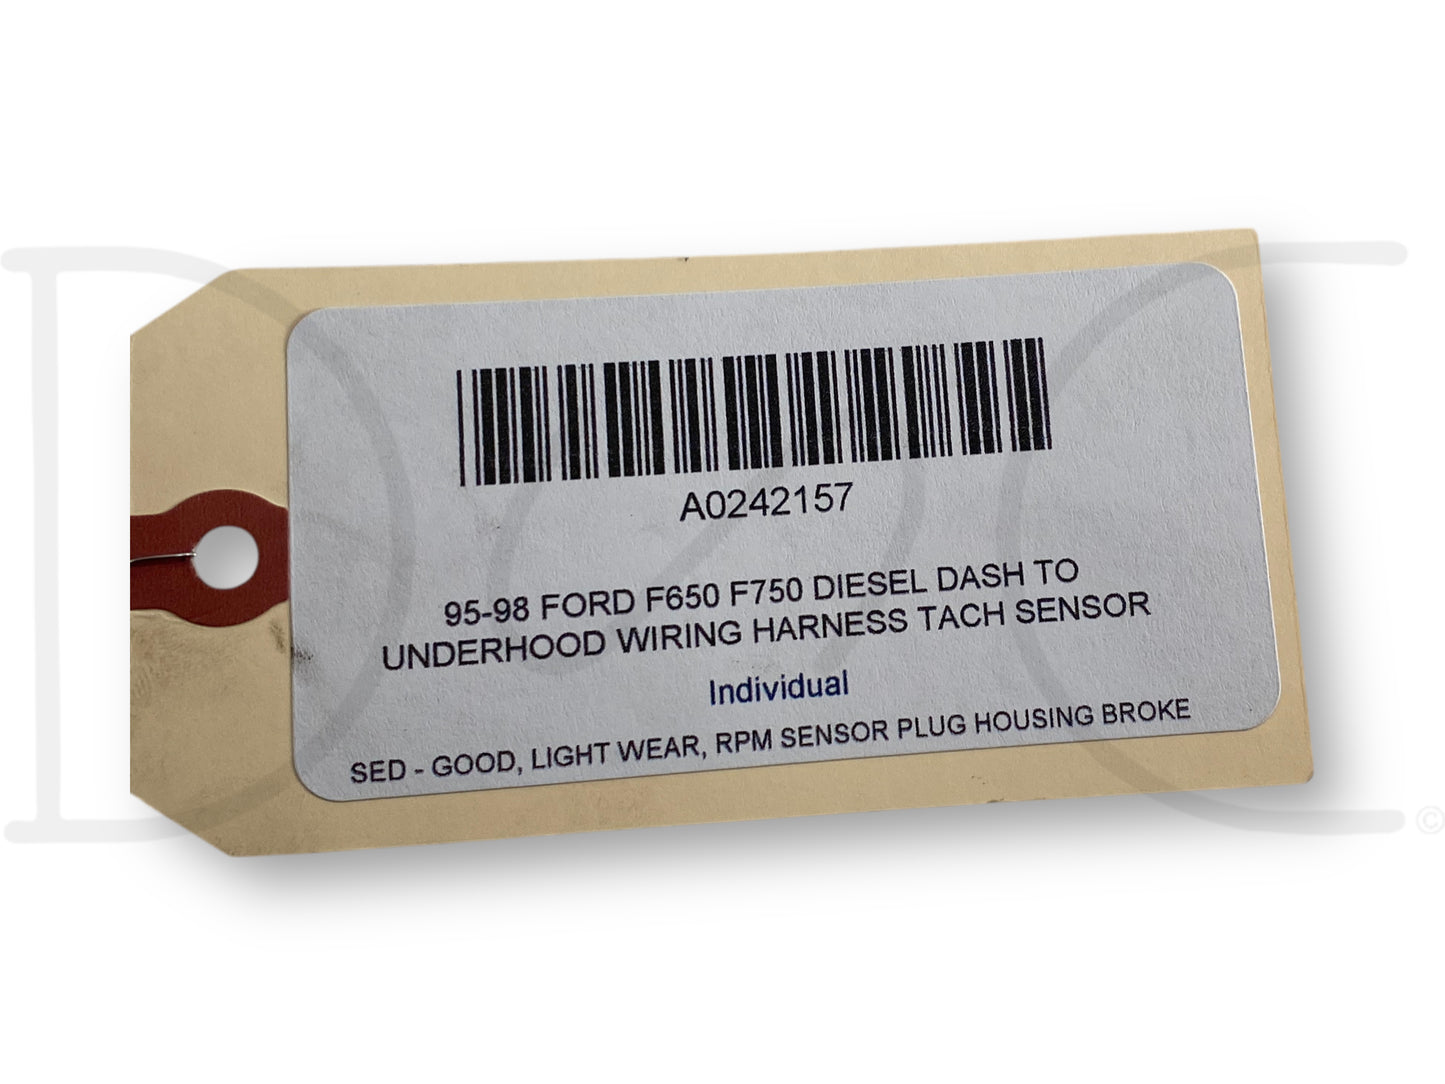 A0242157
95-98 FORD F650 F750 DIESEL DASH TO
UNDERHOOD WIRING HARNESS TACH SENSOR
Individual
SED - GOOD, LIGHT WEAR, RPM SENSOR PLUG HOUSING BROKE
©